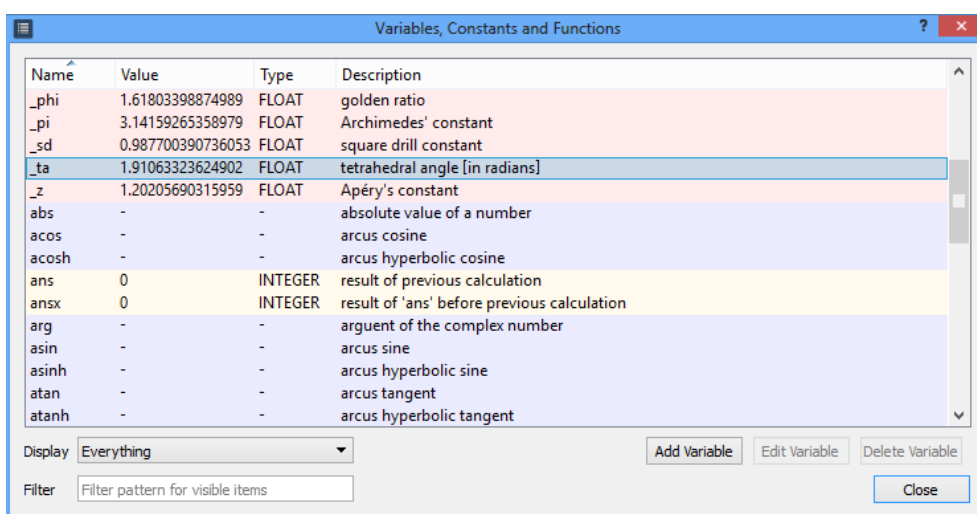 Variables, Constants and Functions ? ×
Name Value Type Description
_phi 1.61803398874989 FLOAT golden ratio
_pi 3.14159265358979 FLOAT Archimedes' constant
_sd 0.987700390736053 FLOAT square drill constant
_ta 1.91063323624902 FLOAT tetrahedral angle [in radians]
_z 1.20205690315959 FLOAT Apéry's constant
abs - - absolute value of a number
acos - - arcus cosine
acosh - - arcus hyperbolic cosine
ans 0 INTEGER result of previous calculation
ansx 0 INTEGER result of 'ans' before previous calculation
arg - - arguent of the complex number
asin - - arcus sine
asinh - - arcus hyperbolic sine
atan - - arcus tangent
atanh - - arcus hyperbolic tangent
Display Everything Add Variable Edit Variable Delete Variable
Filter Filter pattern for visible items Close